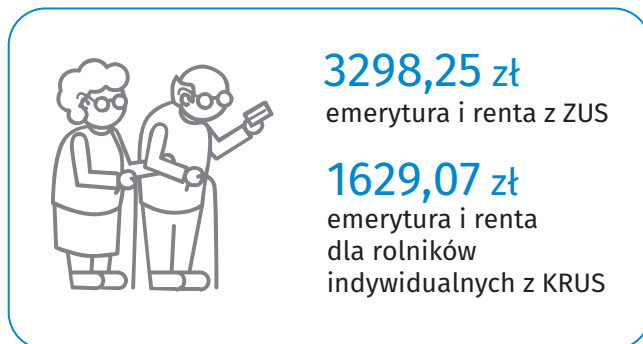 3298,25 zł
emerytura i renta z ZUS
1629,07 zł
emerytura i renta
dla rolników
indywidualnych z KRUS